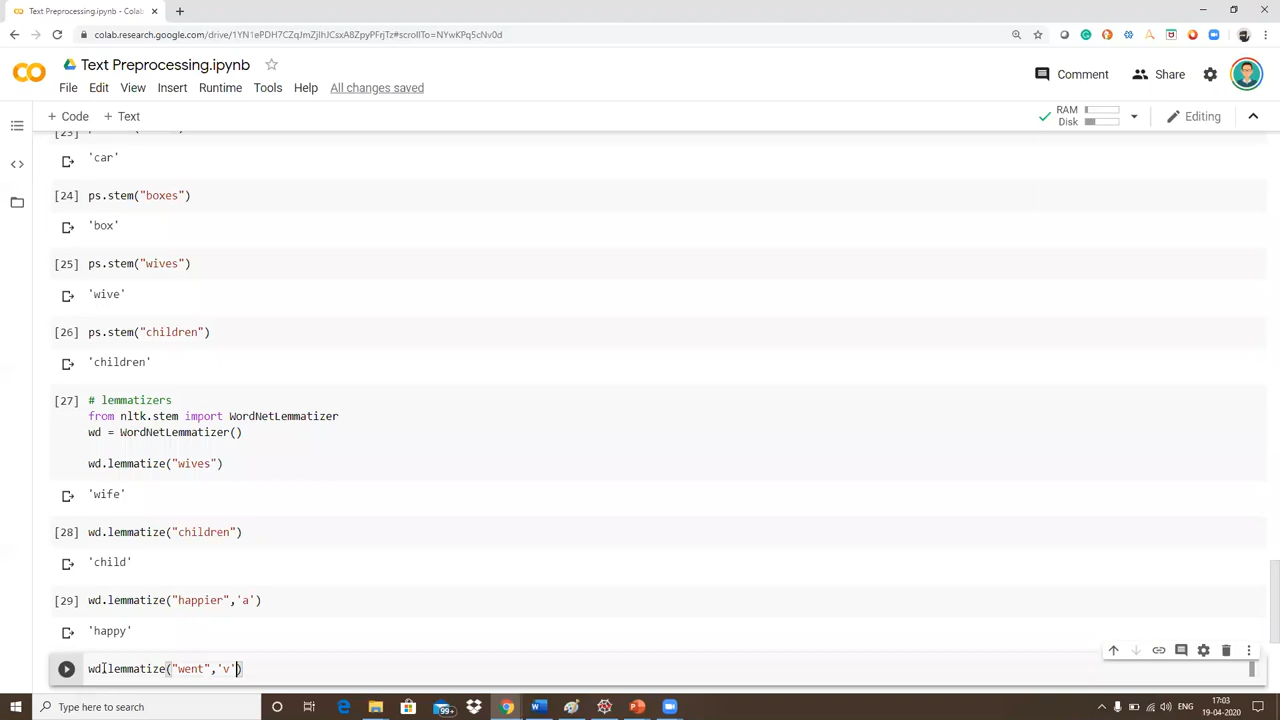 Text Preprocessing.ipynb - Colab
colab.research.google.com/drive/
Text Preprocessing.ipynb
Comment
Share
File Edit View Insert Runtime Tools Help All changes saved
+ Code + Text
RAM
Disk
Editing
'car'
[24] ps.stem("boxes")
'box'
[25] ps.stem("wives")
'wive'
[26] ps.stem("children")
'children'
[27] # lemmatizers
from nltk.stem import WordNetLemmatizer
wd = WordNetLemmatizer()
wd.lemmatize("wives")
'wife'
[28] wd.lemmatize("children")
'child'
[29] wd.lemmatize("happier",'a')
'happy'
wd.lemmatize("went",'v')
Type here to search
99+
17:03
19-04-2020